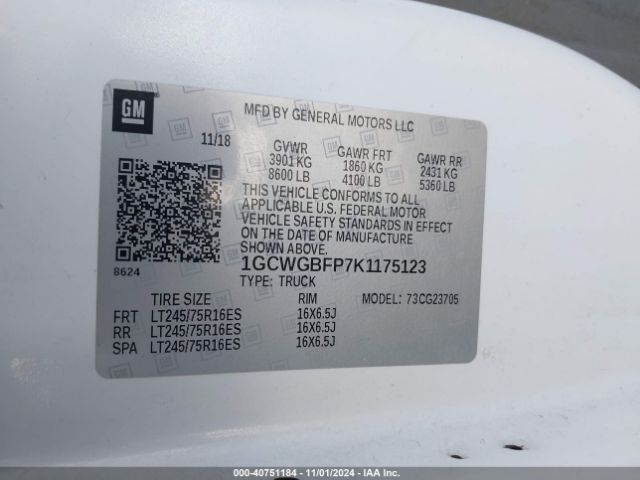 GM
MFD BY GENERAL MOTORS LLC
11/18
GVWR GAWR FRT GAWR RR
3901 KG 1860 KG 2431 KG
8600 LB 4100 LB 5360 LB
THIS VEHICLE CONFORMS TO ALL
APPLICABLE U.S. FEDERAL MOTOR
VEHICLE SAFETY STANDARDS IN EFFECT
ON THE DATE OF MANUFACTURE
SHOWN ABOVE.
8624
1GCWGBFP7K1175123
TYPE: TRUCK
TIRE SIZE RIM MODEL: 73CG23705
FRT LT245/75R16ES 16X6.5J
RR LT245/75R16ES 16X6.5J
SPA LT245/75R16ES 16X6.5J
000-40751184 - 11/01/2024 - IAA Inc.